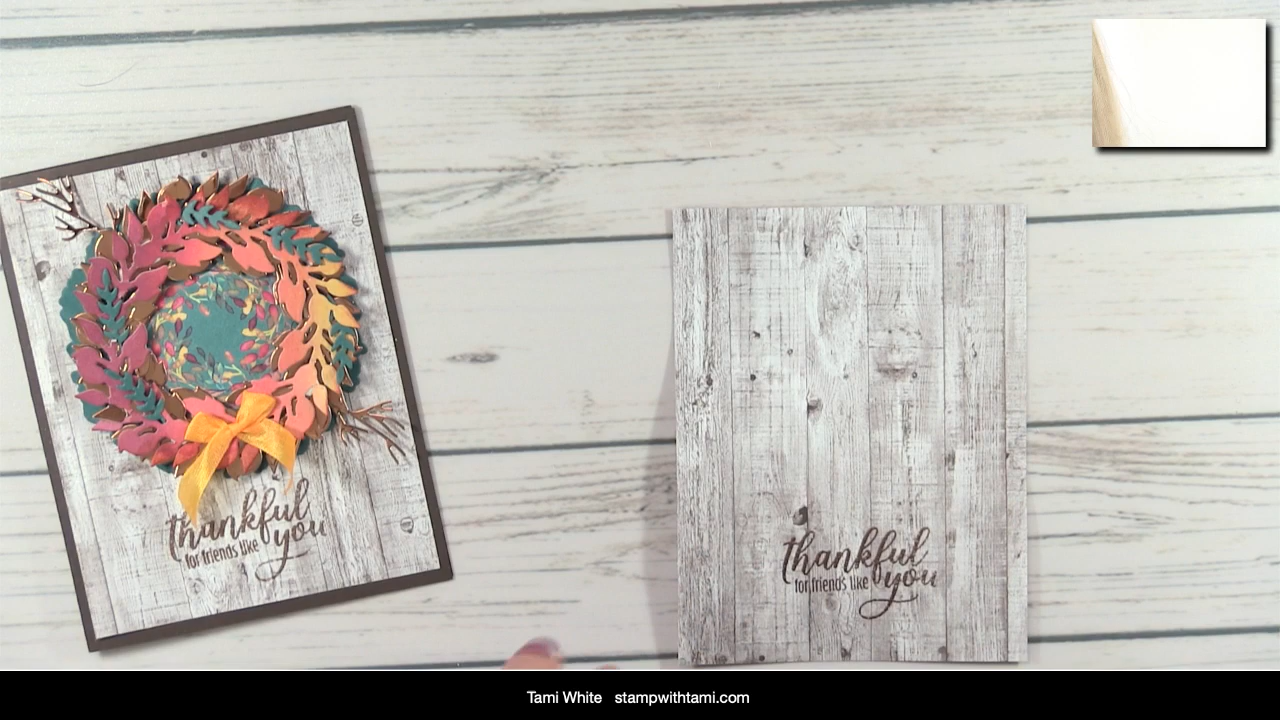 thankful
for friends like you
thankful
for friends like you
Tami White stampwithtami.com